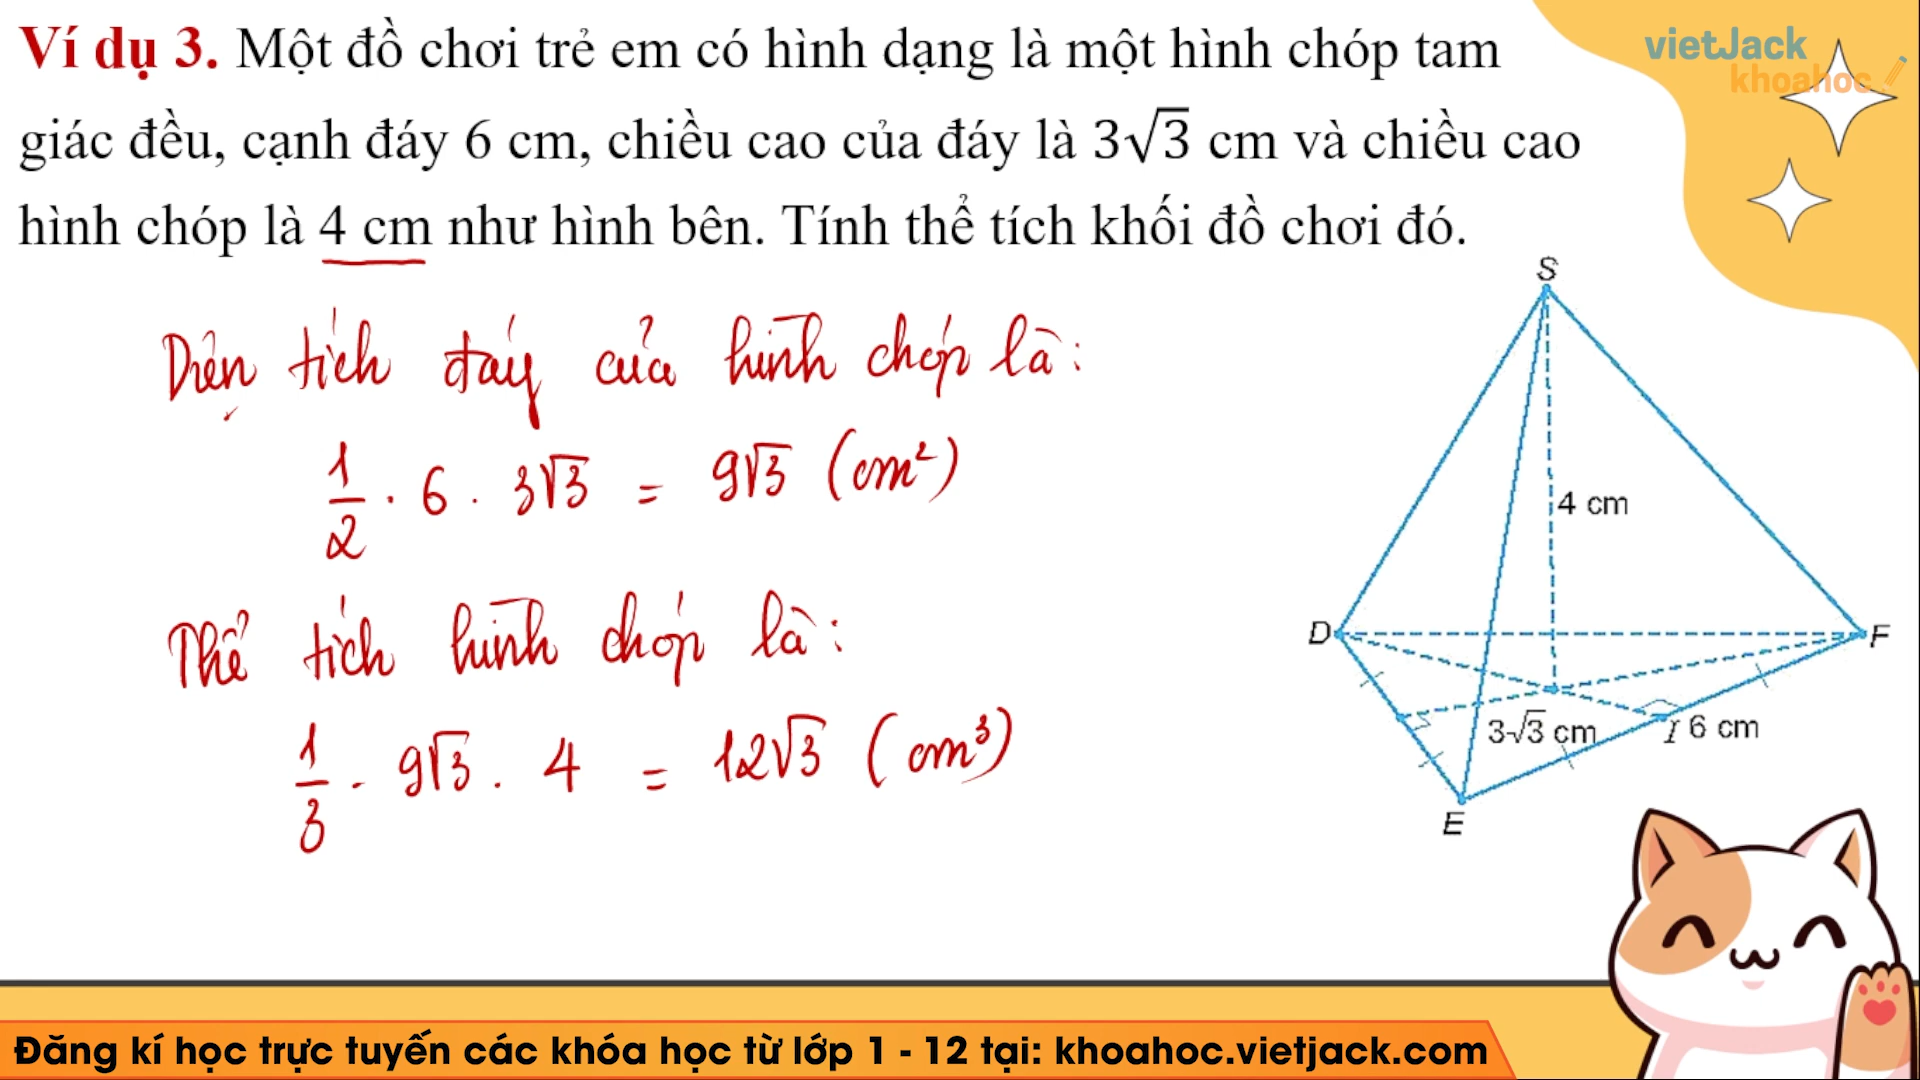 vietJack
khoahoc
Ví dụ 3. Một đồ chơi trẻ em có hình dạng là một hình chóp tam
giác đều, cạnh đáy 6 cm, chiều cao của đáy là 3√3 cm và chiều cao
hình chóp là 4 cm như hình bên. Tính thể tích khối đồ chơi đó.
Diện tích đáy của hình chóp là:
1/2 . 6 . 3√3 = 9√3 (cm²)
Thể tích hình chóp là:
1/3 . 9√3 . 4 = 12√3 (cm³)
S
4 cm
D
F
3√3 cm
I 6 cm
E
Đăng kí học trực tuyến các khóa học từ lớp 1 - 12 tại: khoahoc.vietjack.com